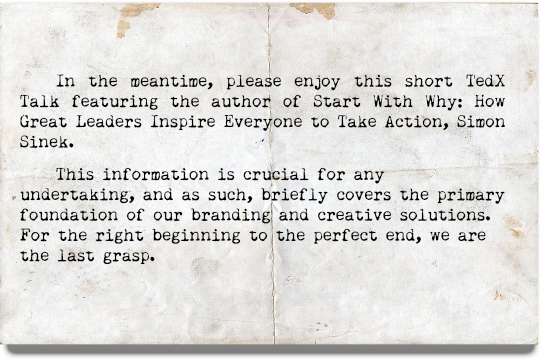 In the meantime, please enjoy this short TedX
Talk featuring the author of Start With Why: How
Great Leaders Inspire Everyone to Take Action, Simon
Sinek.
This information is crucial for any
undertaking, and as such, briefly covers the primary
foundation of our branding and creative solutions.
For the right beginning to the perfect end, we are
the last grasp.